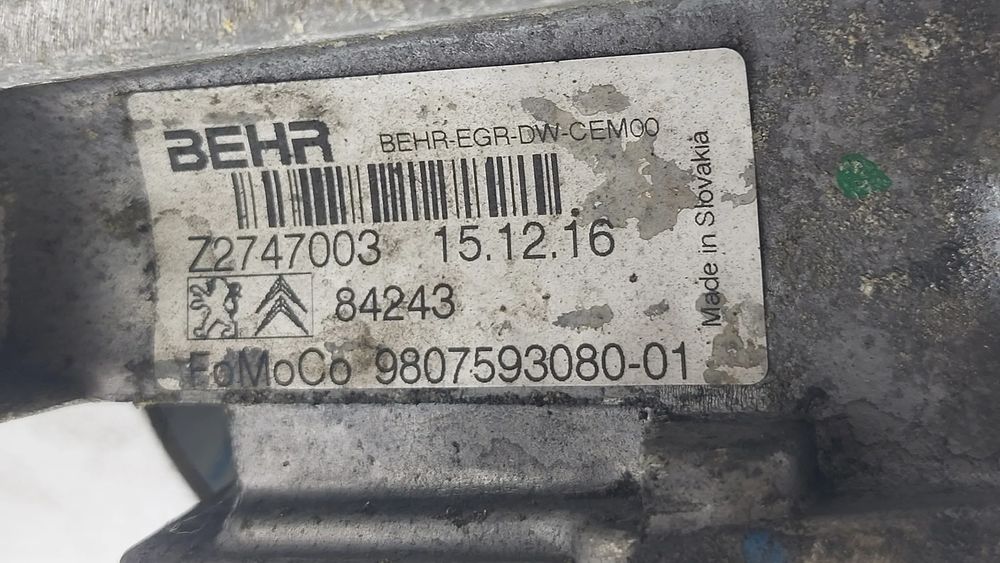 BEHR BEHR-EGR-DW-CEM00
Z2747003 15.12.16
84243
FoMoCo 9807593080-01
Made in Slovakia